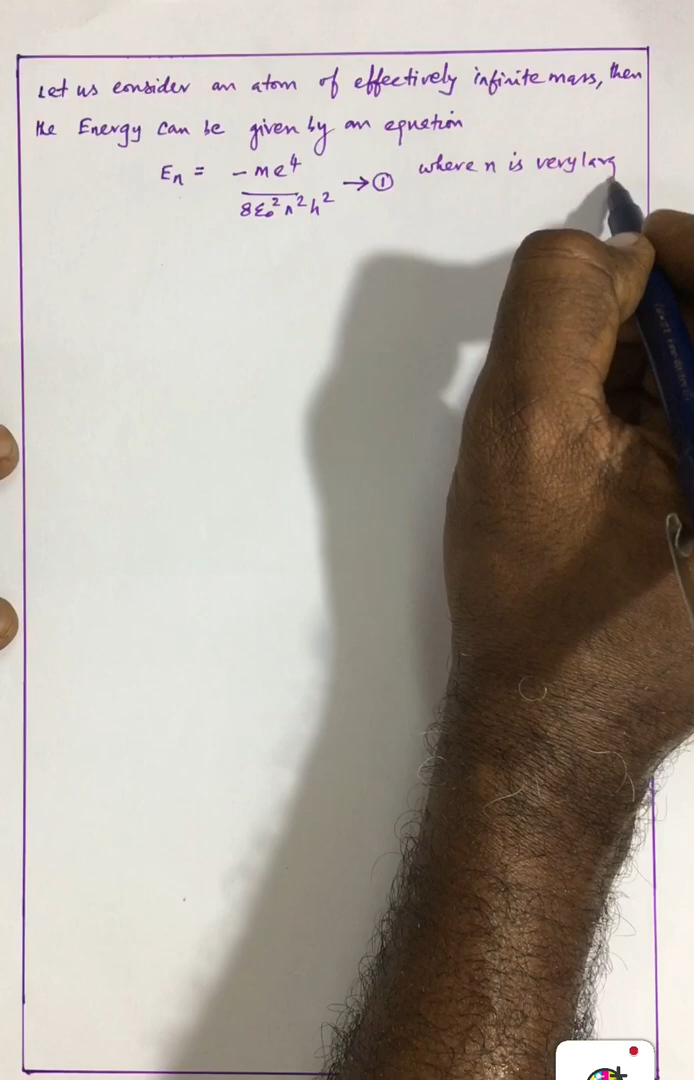 Let us consider an atom of effectively infinite mass, then
the Energy can be given by an equation
En = -me⁴ / 8ε₀²n²h² → ① where n is very larg